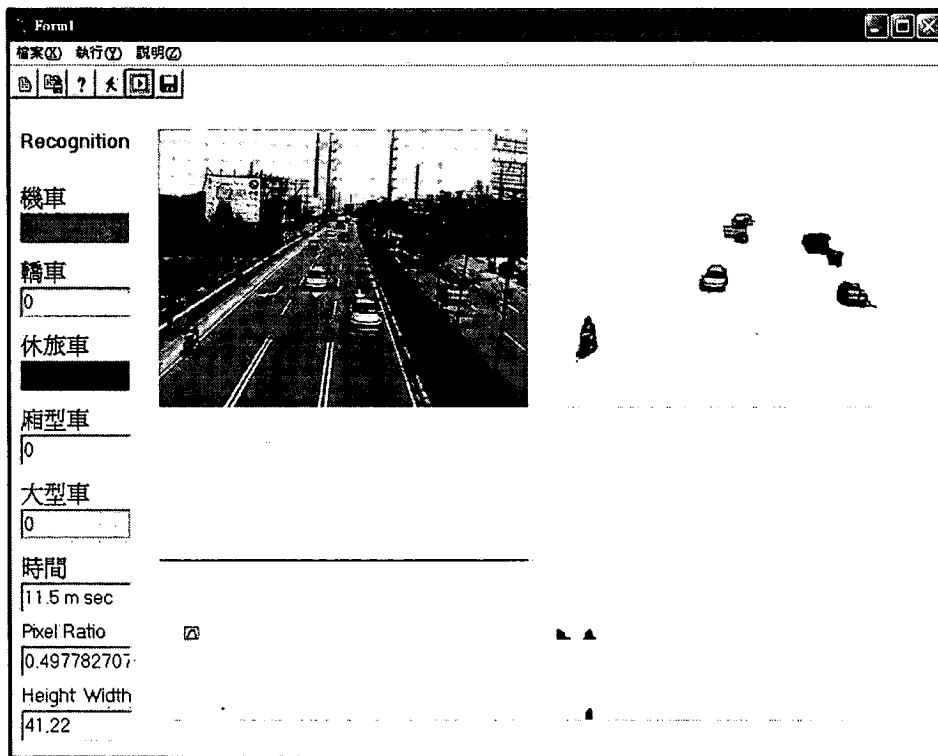 Form1
檔案(X) 執行(Y) 說明(Z)
?
Recognition
機車
轎車
0
休旅車
廂型車
0
大型車
0
時間
11.5 m sec
Pixel Ratio
0.497782707
Height Width
41,22